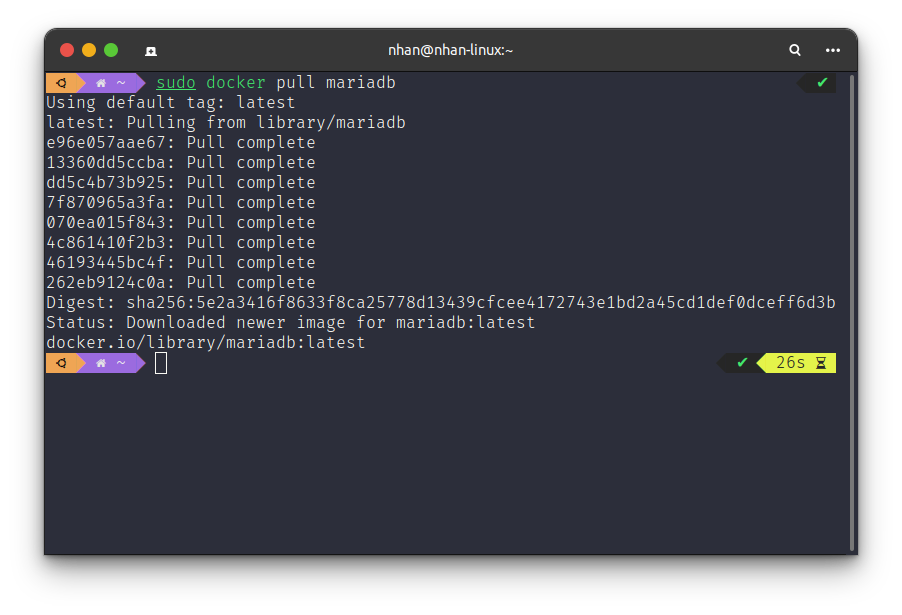 nhan@nhan-linux:~
~ sudo docker pull mariadb ✔
Using default tag: latest
latest: Pulling from library/mariadb
e96e057aae67: Pull complete
13360dd5ccba: Pull complete
dd5c4b73b925: Pull complete
7f870965a3fa: Pull complete
070ea015f843: Pull complete
4c861410f2b3: Pull complete
46193445bc4f: Pull complete
262eb9124c0a: Pull complete
Digest: sha256:5e2a3416f8633f8ca25778d13439cfcee4172743e1bd2a45cd1def0dceff6d3b
Status: Downloaded newer image for mariadb:latest
docker.io/library/mariadb:latest
~ ✔ 26s